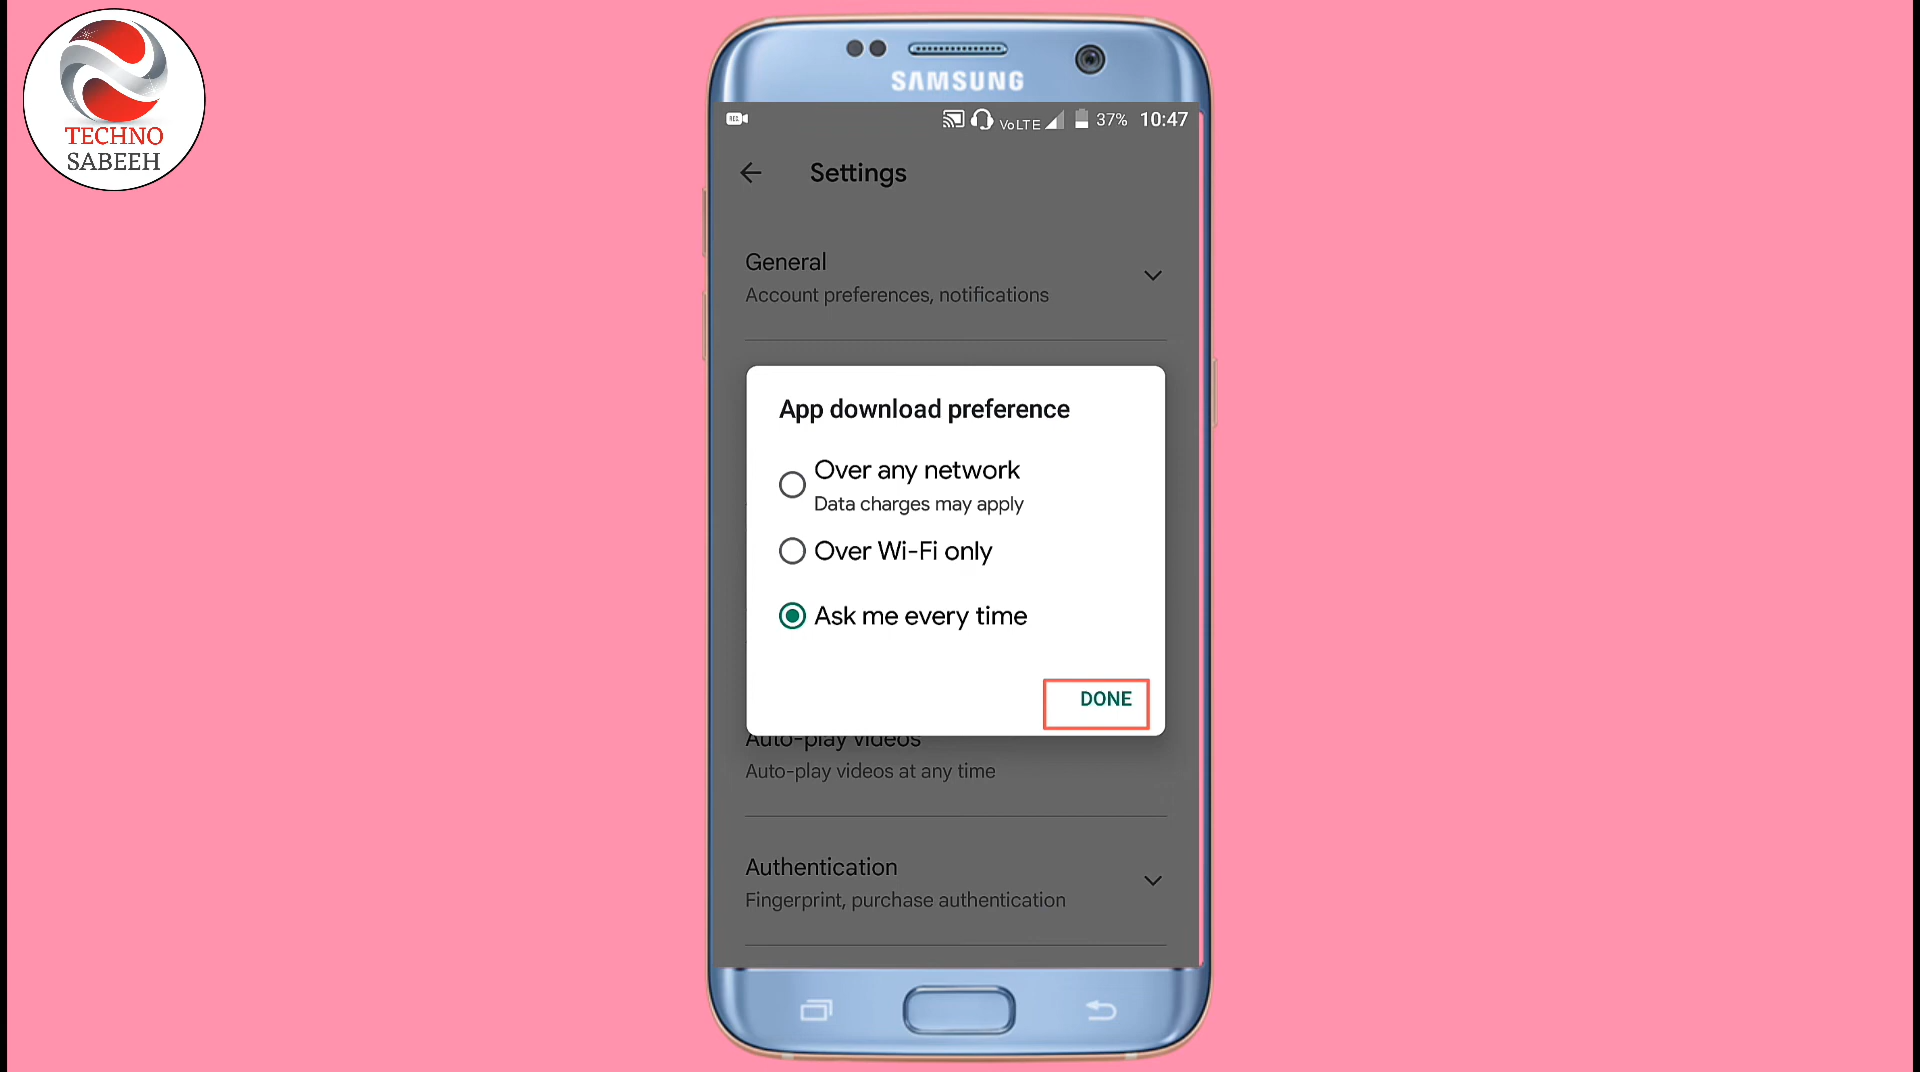 TECHNO
SABEEH
SAMSUNG
REC
VoLTE 37% 10:47
Settings
General
Account preferences, notifications
App download preference
Over any network
Data charges may apply
Over Wi-Fi only
Ask me every time
DONE
Auto-play videos
Auto-play videos at any time
Authentication
Fingerprint, purchase authentication